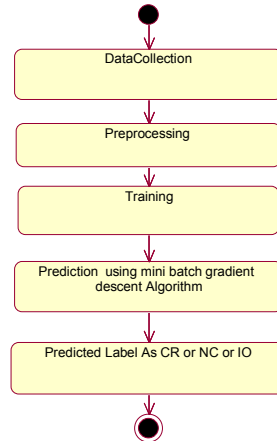 DataCollection
Preprocessing
Training
Prediction using mini batch gradient
descent Algorithm
Predicted Label As CR or NC or IO